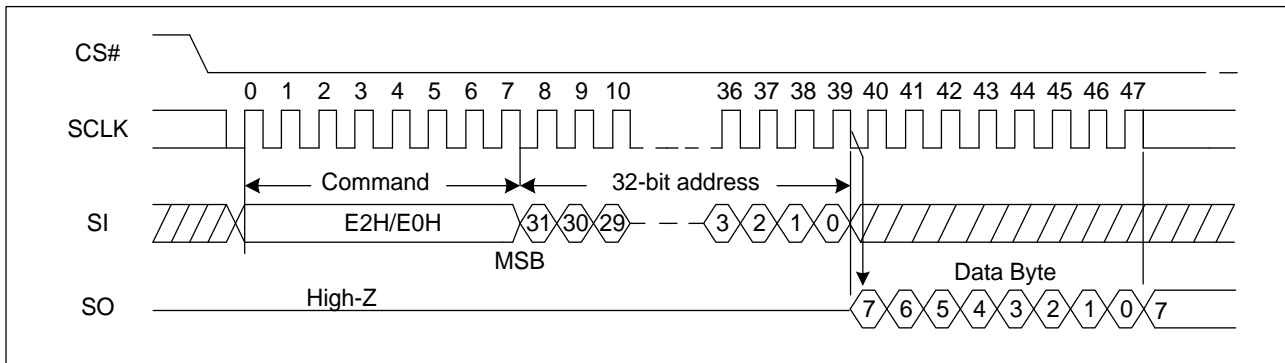 CS#
0 1 2 3 4 5 6 7 8 9 10 36 37 38 39 40 41 42 43 44 45 46 47
SCLK
Command 32-bit address
SI E2H/E0H 31 30 29 3 2 1 0
MSB Data Byte
High-Z
SO 7 6 5 4 3 2 1 0 7